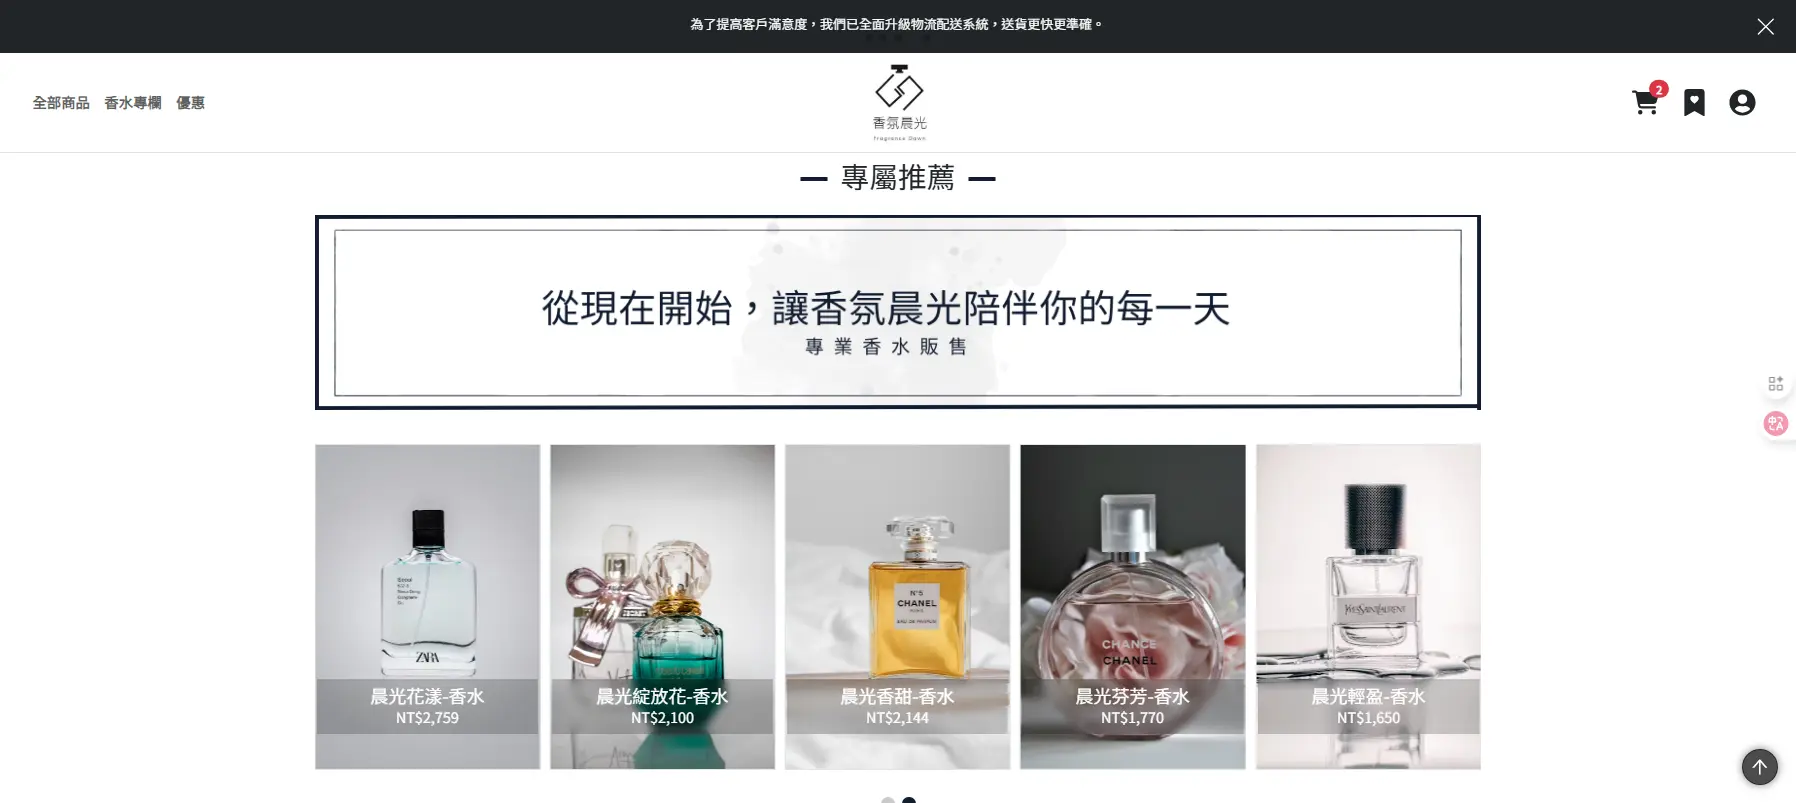 為了提高客戶滿意度，我們已全面升級物流配送系統，送貨更快更準確。
全部商品 香水專欄 優惠
香氛晨光
Fragrance Dawn
2
專屬推薦
從現在開始，讓香氛晨光陪伴你的每一天
專業香水販售
Seoul
ZARA
晨光花漾-香水
NT$2,759
晨光綻放花-香水
NT$2,100
N°5
CHANEL
PARIS
EAU DE PARFUM
晨光香甜-香水
NT$2,144
CHANCE
CHANEL
晨光芬芳-香水
NT$1,770
YVESSAINTLAURENT
晨光輕盈-香水
NT$1,650